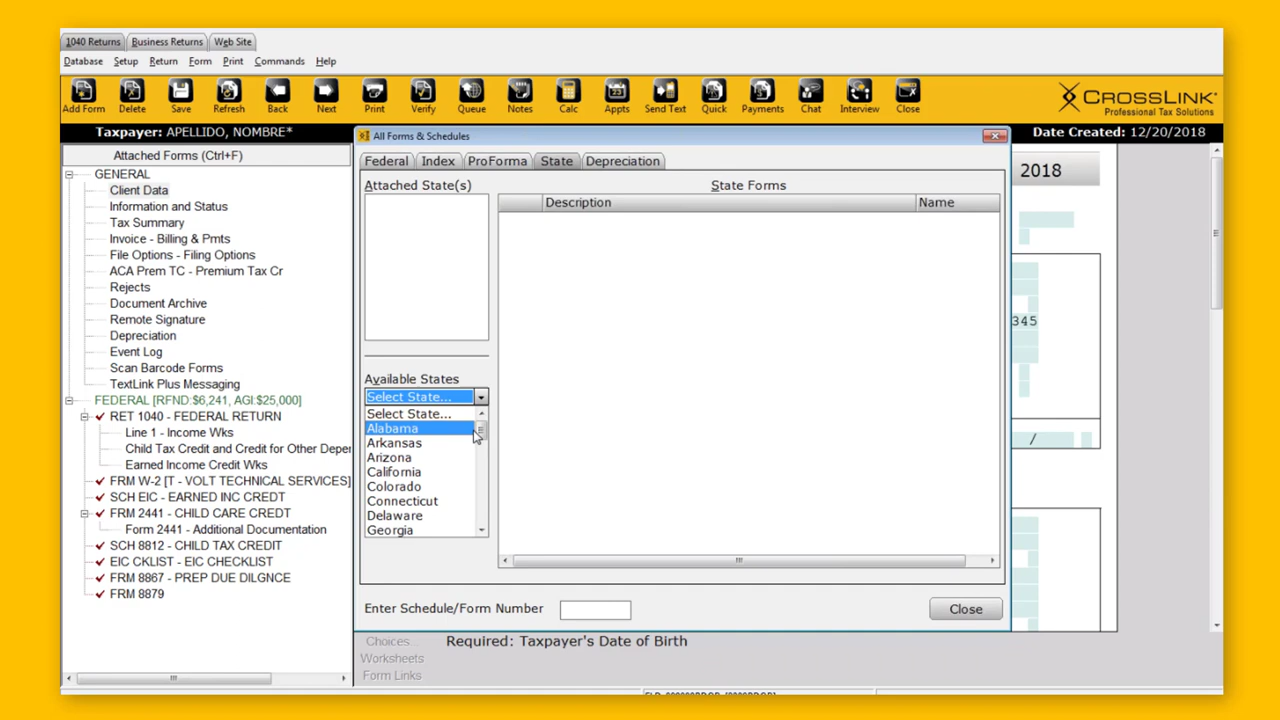 1040 Returns Business Returns Web Site
Database Setup Return Form Print Commands Help
Add Form Delete Save Refresh Back Next Print Verify Queue Notes Calc Appts Send Text Quick Payments Chat Interview Close
CROSSLINK
Professional Tax Solutions
Taxpayer: APELLIDO, NOMBRE*
All Forms & Schedules
Date Created: 12/20/2018
Attached Forms (Ctrl+F)
GENERAL
Client Data
Information and Status
Tax Summary
Invoice - Billing & Pmts
File Options - Filing Options
ACA Prem TC - Premium Tax Cr
Rejects
Document Archive
Remote Signature
Depreciation
Event Log
Scan Barcode Forms
TextLink Plus Messaging
FEDERAL [RFND:$6,241, AGI:$25,000]
RET 1040 - FEDERAL RETURN
Line 1 - Income Wks
Child Tax Credit and Credit for Other Deper
Earned Income Credit Wks
FRM W-2 [T - VOLT TECHNICAL SERVICES]
SCH EIC - EARNED INC CREDT
FRM 2441 - CHILD CARE CREDT
Form 2441 - Additional Documentation
SCH 8812 - CHILD TAX CREDIT
EIC CKLIST - EIC CHECKLIST
FRM 8867 - PREP DUE DILGNCE
FRM 8879
Federal Index ProForma State Depreciation
Attached State(s)
State Forms
Description Name
Available States
Select State...
Select State...
Alabama
Arkansas
Arizona
California
Colorado
Connecticut
Delaware
Georgia
Enter Schedule/Form Number
Close
2018
345
/
Choices...
Required: Taxpayer's Date of Birth
Worksheets
Form Links